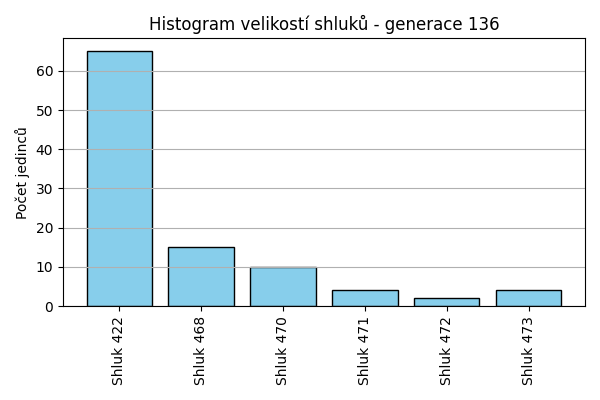 Histogram velikostí shluků - generace 136
Počet jedinců
60
50
40
30
20
10
0
Shluk 422
Shluk 468
Shluk 470
Shluk 471
Shluk 472
Shluk 473